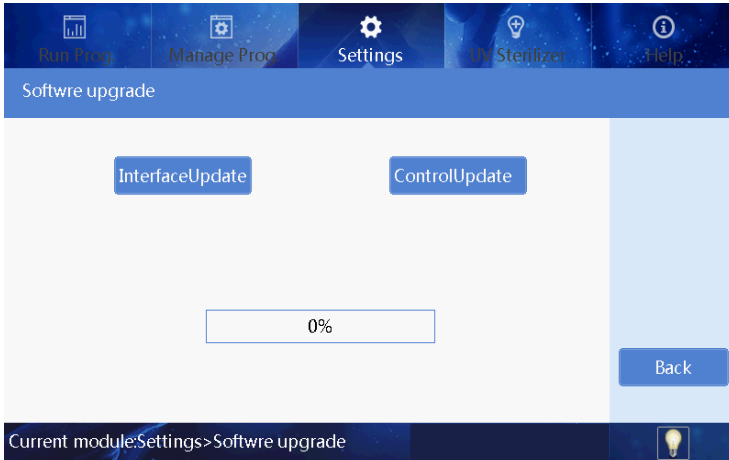 Run Prog
Manage Prog
Settings
UV Sterilizer
Help
Softwre upgrade
InterfaceUpdate
ControlUpdate
0%
Back
Current module:Settings>Softwre upgrade